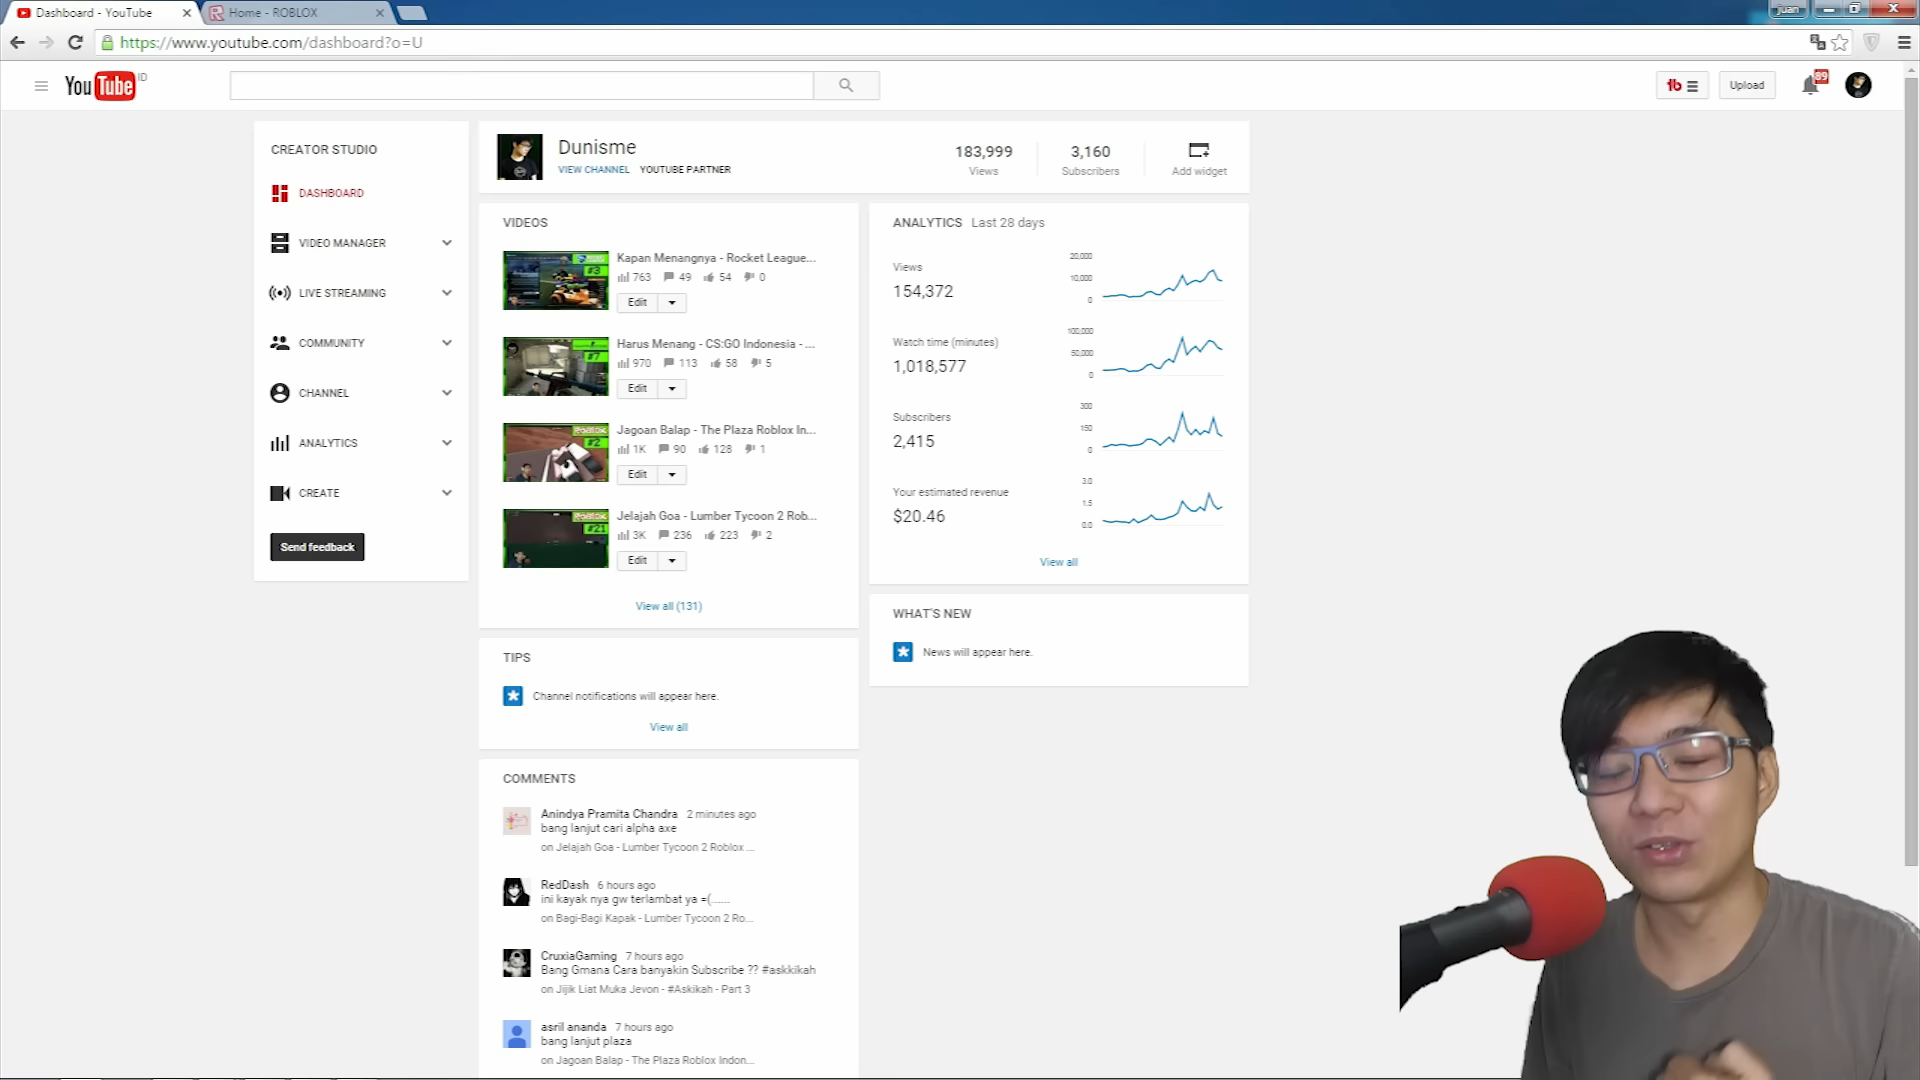 Dashboard - YouTube
Home - ROBLOX
juan
https://www.youtube.com/dashboard?o=U
YouTube ID
Upload
89
CREATOR STUDIO
DASHBOARD
VIDEO MANAGER
LIVE STREAMING
COMMUNITY
CHANNEL
ANALYTICS
CREATE
Send feedback
Dunisme
VIEW CHANNEL YOUTUBE PARTNER
183,999
Views
3,160
Subscribers
Add widget
VIDEOS
#3
Kapan Menangnya - Rocket League...
763 49 54 0
Edit
#7
Harus Menang - CS:GO Indonesia - ...
970 113 58 5
Edit
ROBLOX
#2
Jagoan Balap - The Plaza Roblox In...
1K 90 128 1
Edit
ROBLOX
#21
Jelajah Goa - Lumber Tycoon 2 Rob...
3K 236 223 2
Edit
View all (131)
TIPS
Channel notifications will appear here.
View all
COMMENTS
Anindya Pramita Chandra 2 minutes ago
bang lanjut cari alpha axe
on Jelajah Goa - Lumber Tycoon 2 Roblox ...
RedDash 6 hours ago
ini kayak nya gw terlambat ya =(......
on Bagi-Bagi Kapak - Lumber Tycoon 2 Ro...
CruxiaGaming 7 hours ago
Bang Gmana Cara banyakin Subscribe ?? #askkikah
on Jijik Liat Muka Jevon - #Askikah - Part 3
asril ananda 7 hours ago
bang lanjut plaza
on Jagoan Balap - The Plaza Roblox Indon...
ANALYTICS Last 28 days
Views
154,372
20,000
10,000
0
Watch time (minutes)
1,018,577
100,000
50,000
0
Subscribers
2,415
300
150
0
Your estimated revenue
$20.46
3.0
1.5
0.0
View all
WHAT'S NEW
News will appear here.